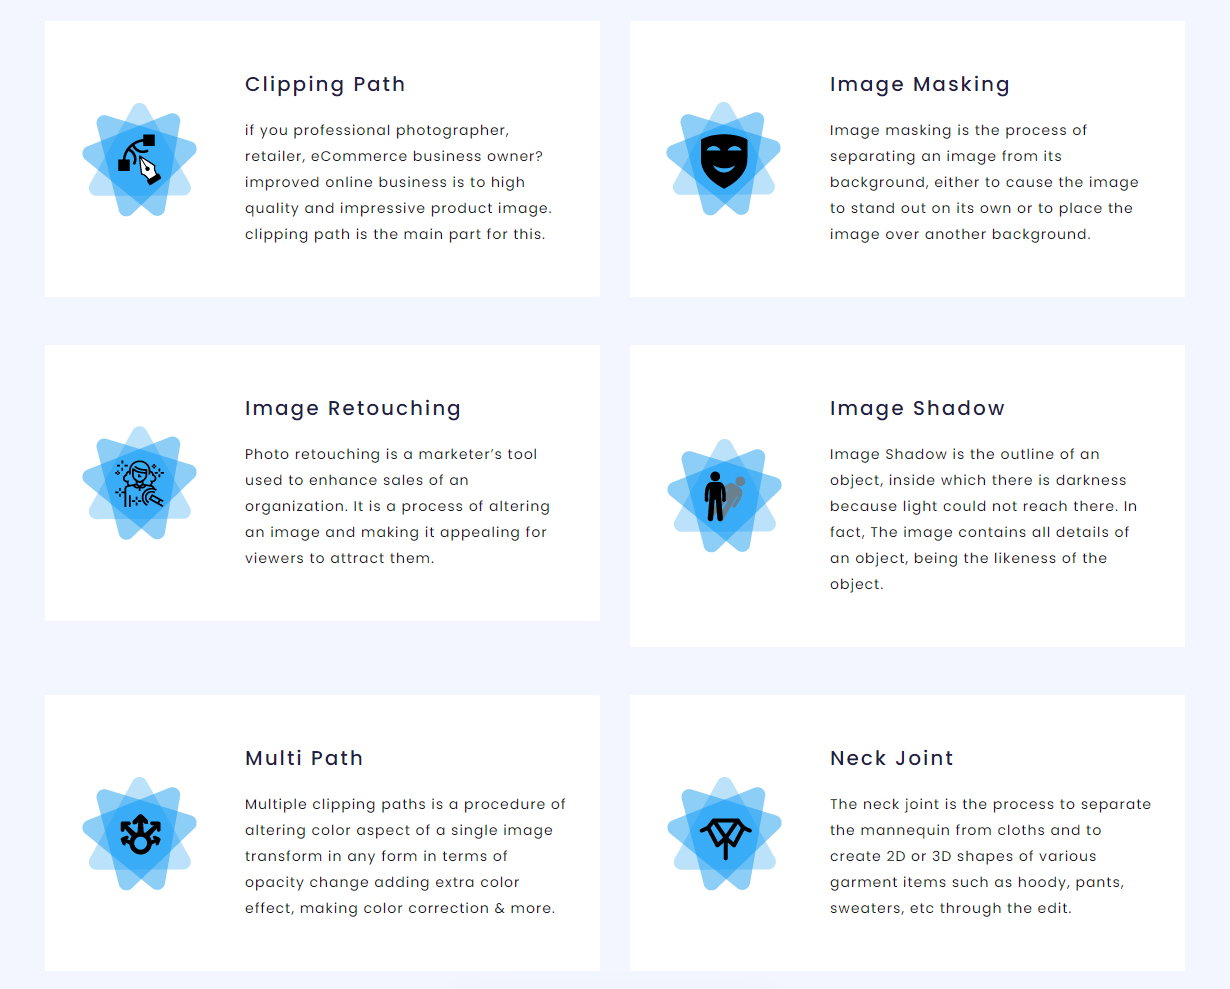 Clipping Path
if you professional photographer,
retailer, eCommerce business owner?
improved online business is to high
quality and impressive product image.
clipping path is the main part for this.
Image Masking
Image masking is the process of
separating an image from its
background, either to cause the image
to stand out on its own or to place the
image over another background.
Image Retouching
Photo retouching is a marketer’s tool
used to enhance sales of an
organization. It is a process of altering
an image and making it appealing for
viewers to attract them.
Image Shadow
Image Shadow is the outline of an
object, inside which there is darkness
because light could not reach there. In
fact, The image contains all details of
an object, being the likeness of the
object.
Multi Path
Multiple clipping paths is a procedure of
altering color aspect of a single image
transform in any form in terms of
opacity change adding extra color
effect, making color correction & more.
Neck Joint
The neck joint is the process to separate
the mannequin from cloths and to
create 2D or 3D shapes of various
garment items such as hoody, pants,
sweaters, etc through the edit.